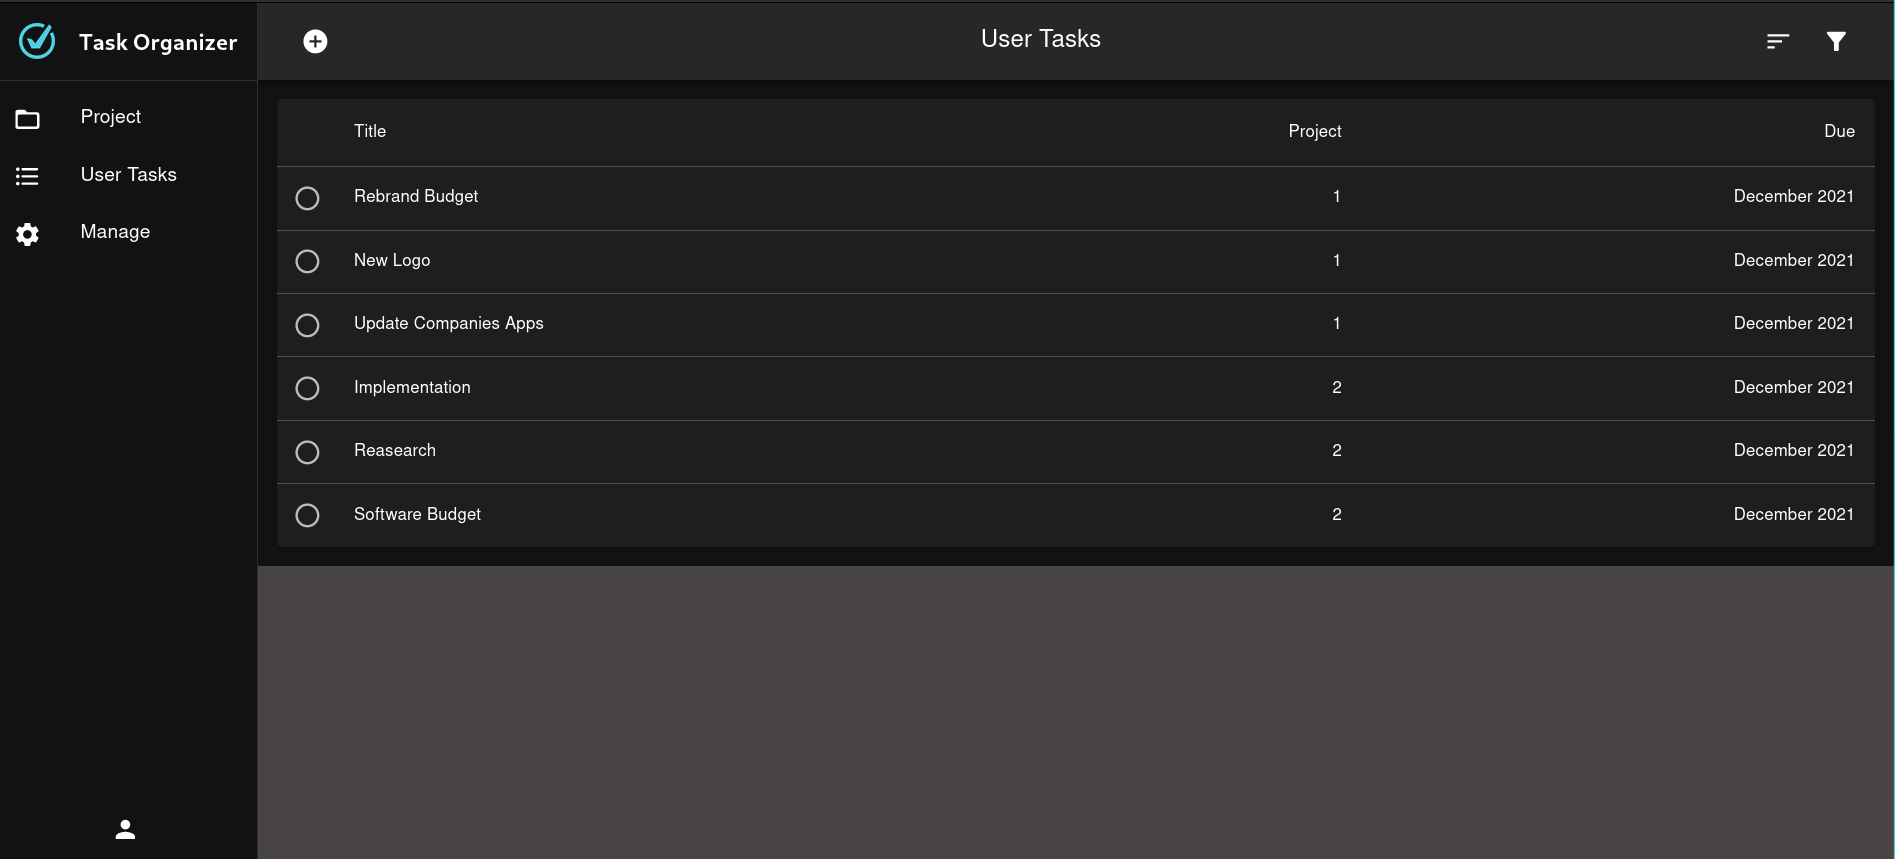 Task Organizer
User Tasks
Project
User Tasks
Manage
Title Project Due
Rebrand Budget 1 December 2021
New Logo 1 December 2021
Update Companies Apps 1 December 2021
Implementation 2 December 2021
Reasearch 2 December 2021
Software Budget 2 December 2021